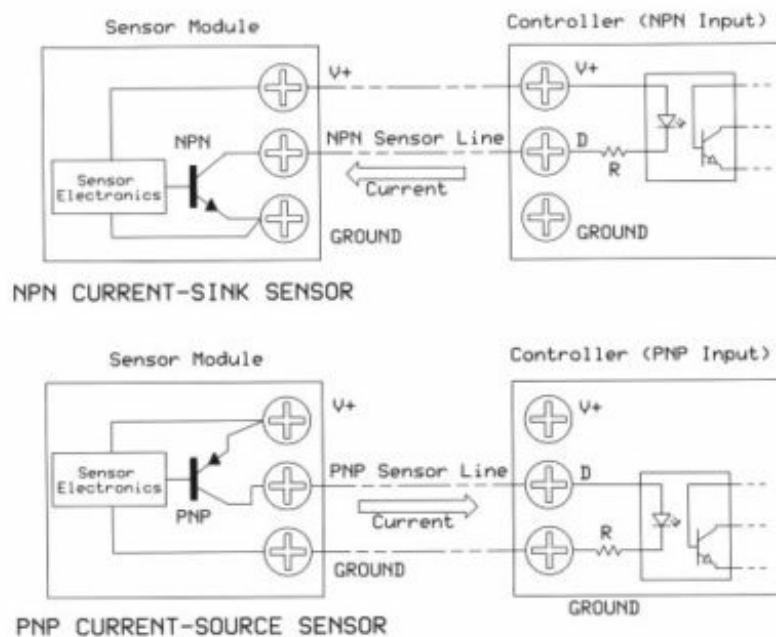 Sensor Module
Controller (NPN Input)
V+
V+
NPN
NPN Sensor Line
D
Sensor
Electronics
Current
R
GROUND
GROUND
NPN CURRENT-SINK SENSOR
Sensor Module
Controller (PNP Input)
V+
V+
Sensor
Electronics
PNP Sensor Line
D
PNP
Current
R
GROUND
GROUND
PNP CURRENT-SOURCE SENSOR